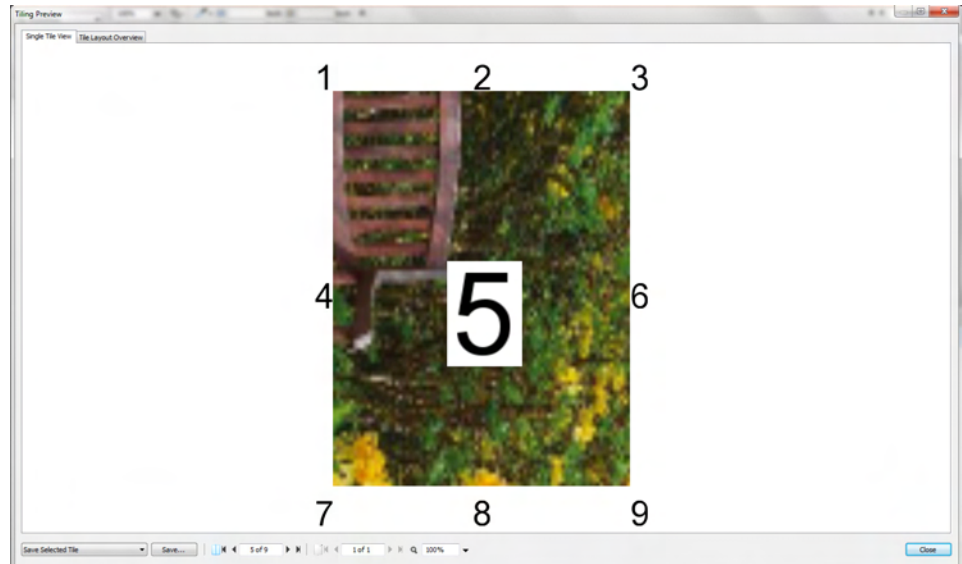 Tiling Preview
Single Tile View Tile Layout Overview
1 2 3
4 5 6
7 8 9
Save Selected Tile Save... 5 of 9 1 of 1 100% Close